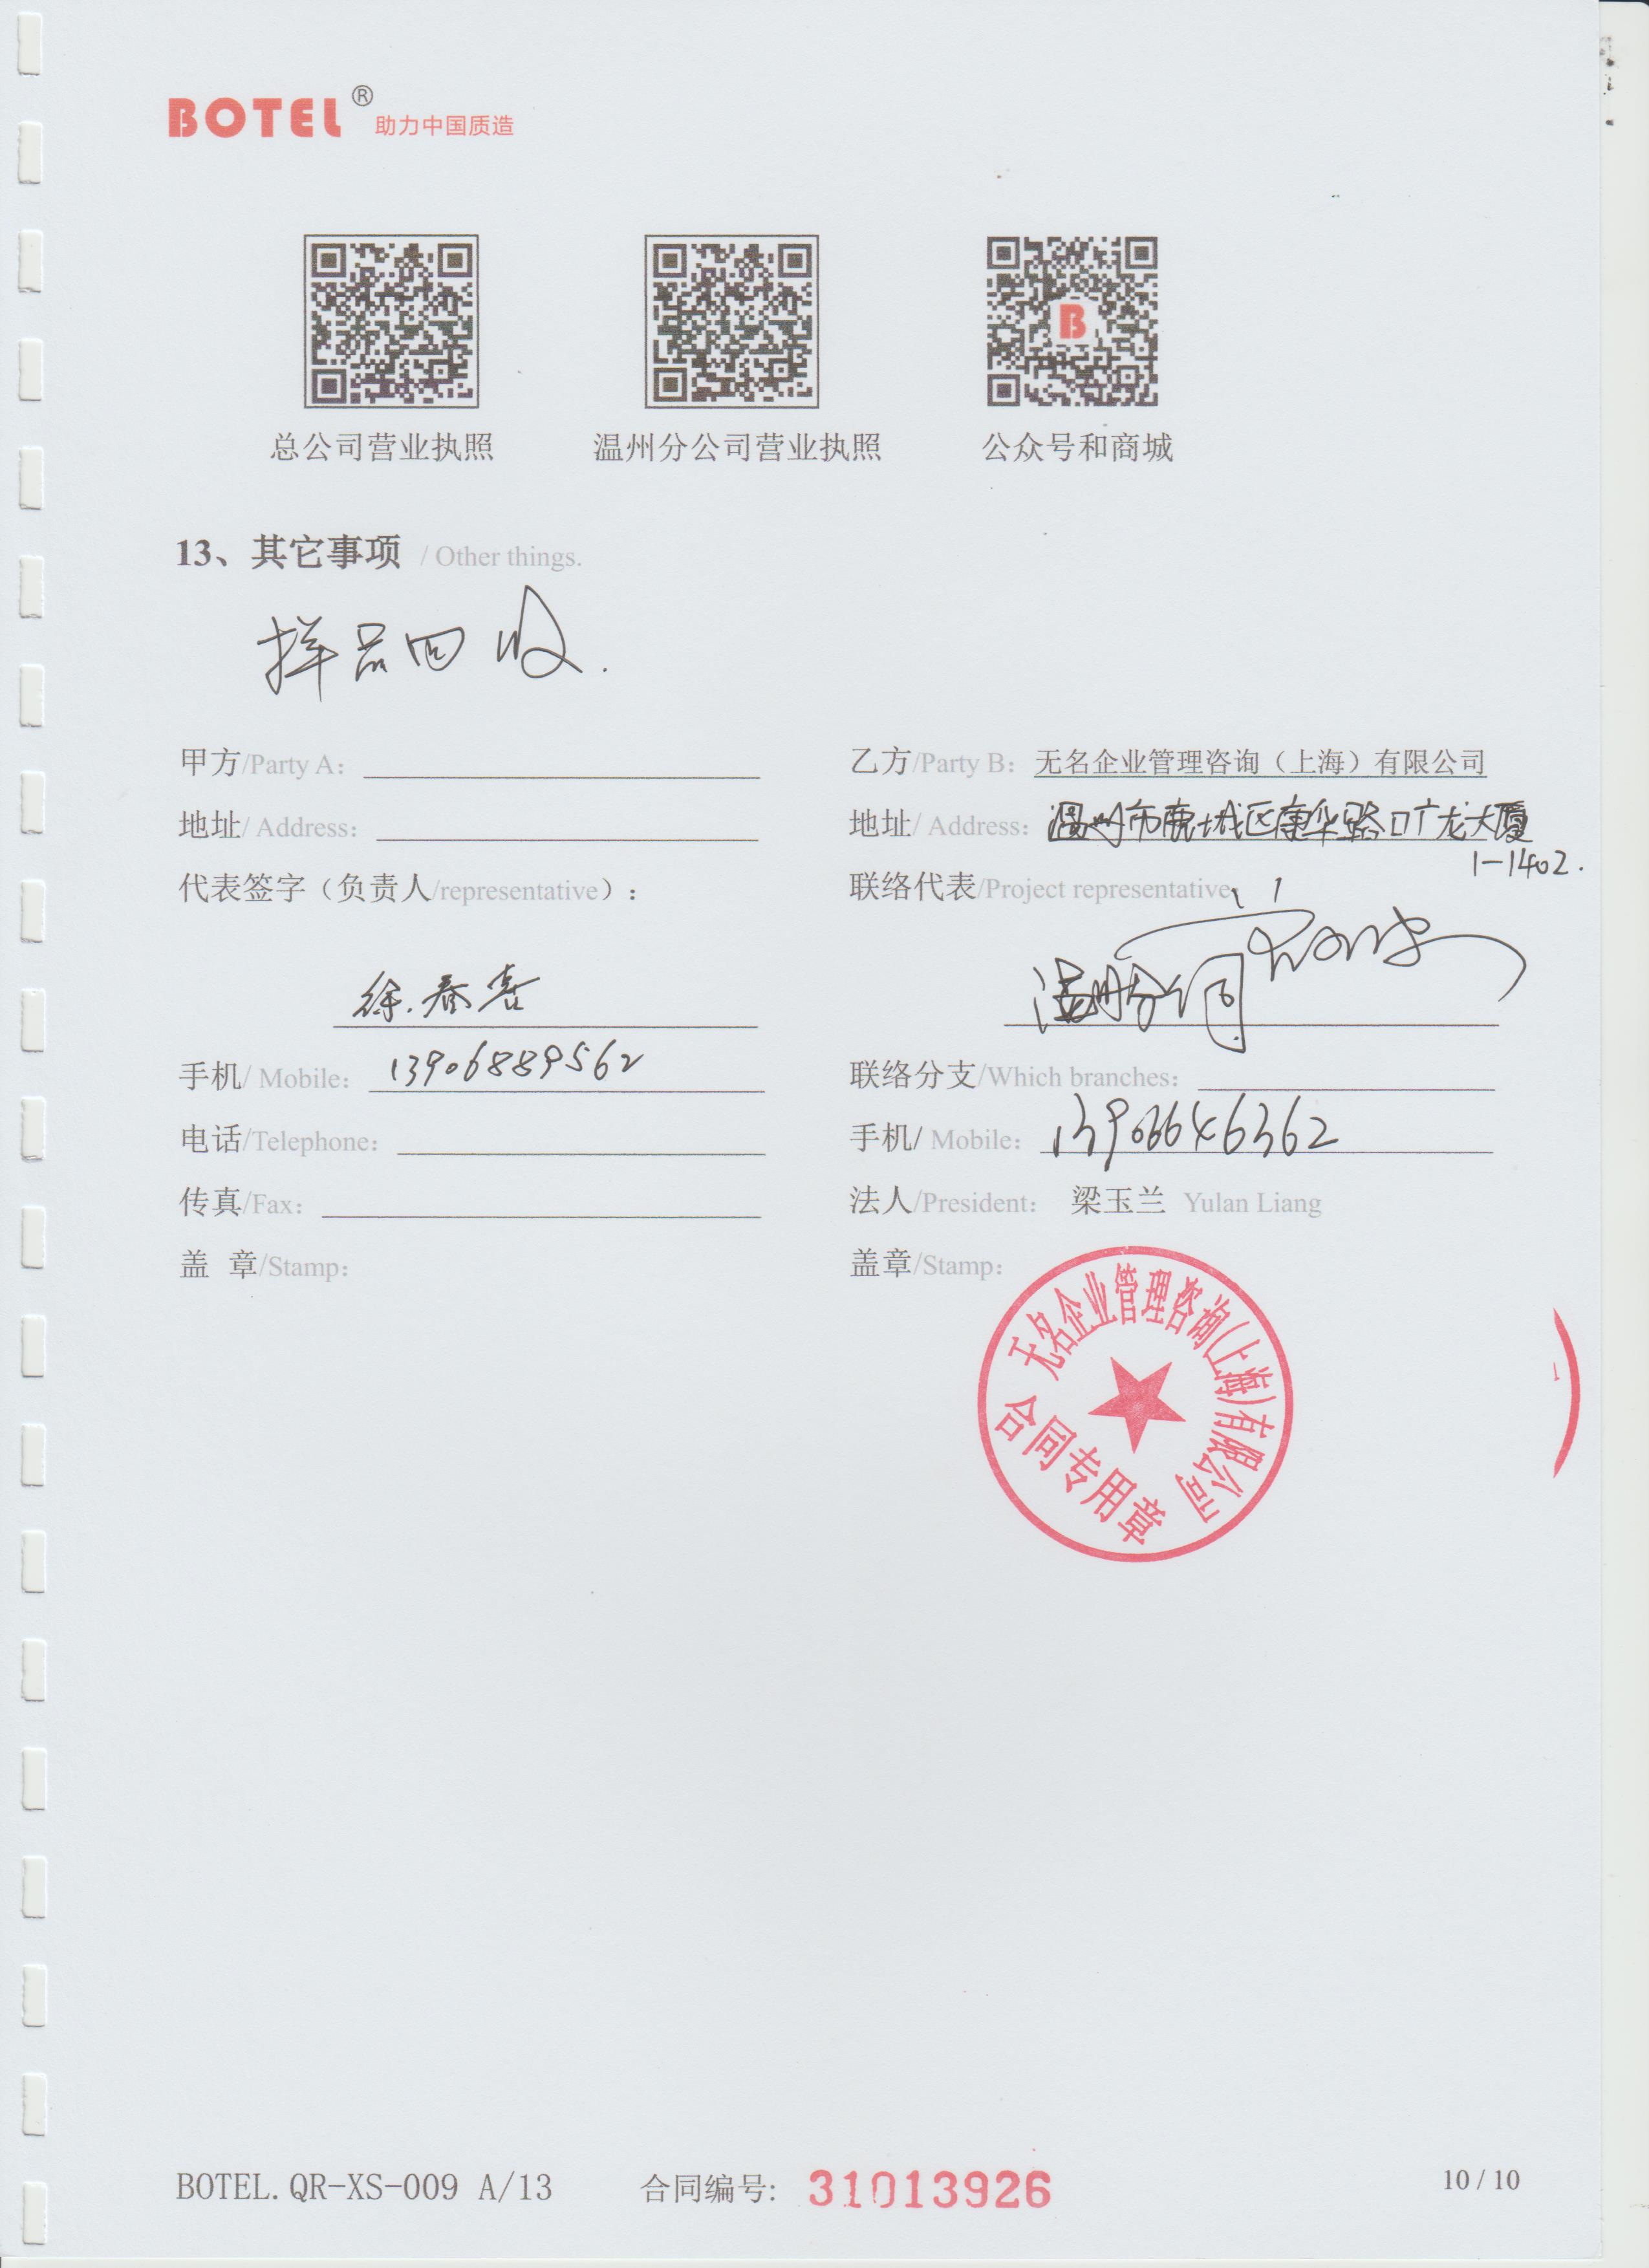 BOTEL® 助力中国质造
总公司营业执照 温州分公司营业执照 公众号和商城
13、其它事项 / Other things.
样品回收.
甲方/Party A:
地址/ Address:
代表签字（负责人/representative）:
徐春喜
手机/ Mobile: 13906889562
电话/Telephone:
传真/Fax:
盖 章/Stamp:
乙方/Party B: 无名企业管理咨询（上海）有限公司
地址/ Address: 温州市鹿城区康华路口广龙大厦
1-1402.
联络代表/Project representative:
温州分公司
联络分支/Which branches:
手机/ Mobile: 13906646362
法人/President: 梁玉兰 Yulan Liang
盖章/Stamp:
无名企业管理咨询(上海)有限公司
合同专用章
BOTEL.QR-XS-009 A/13 合同编号: 31013926 10 / 10